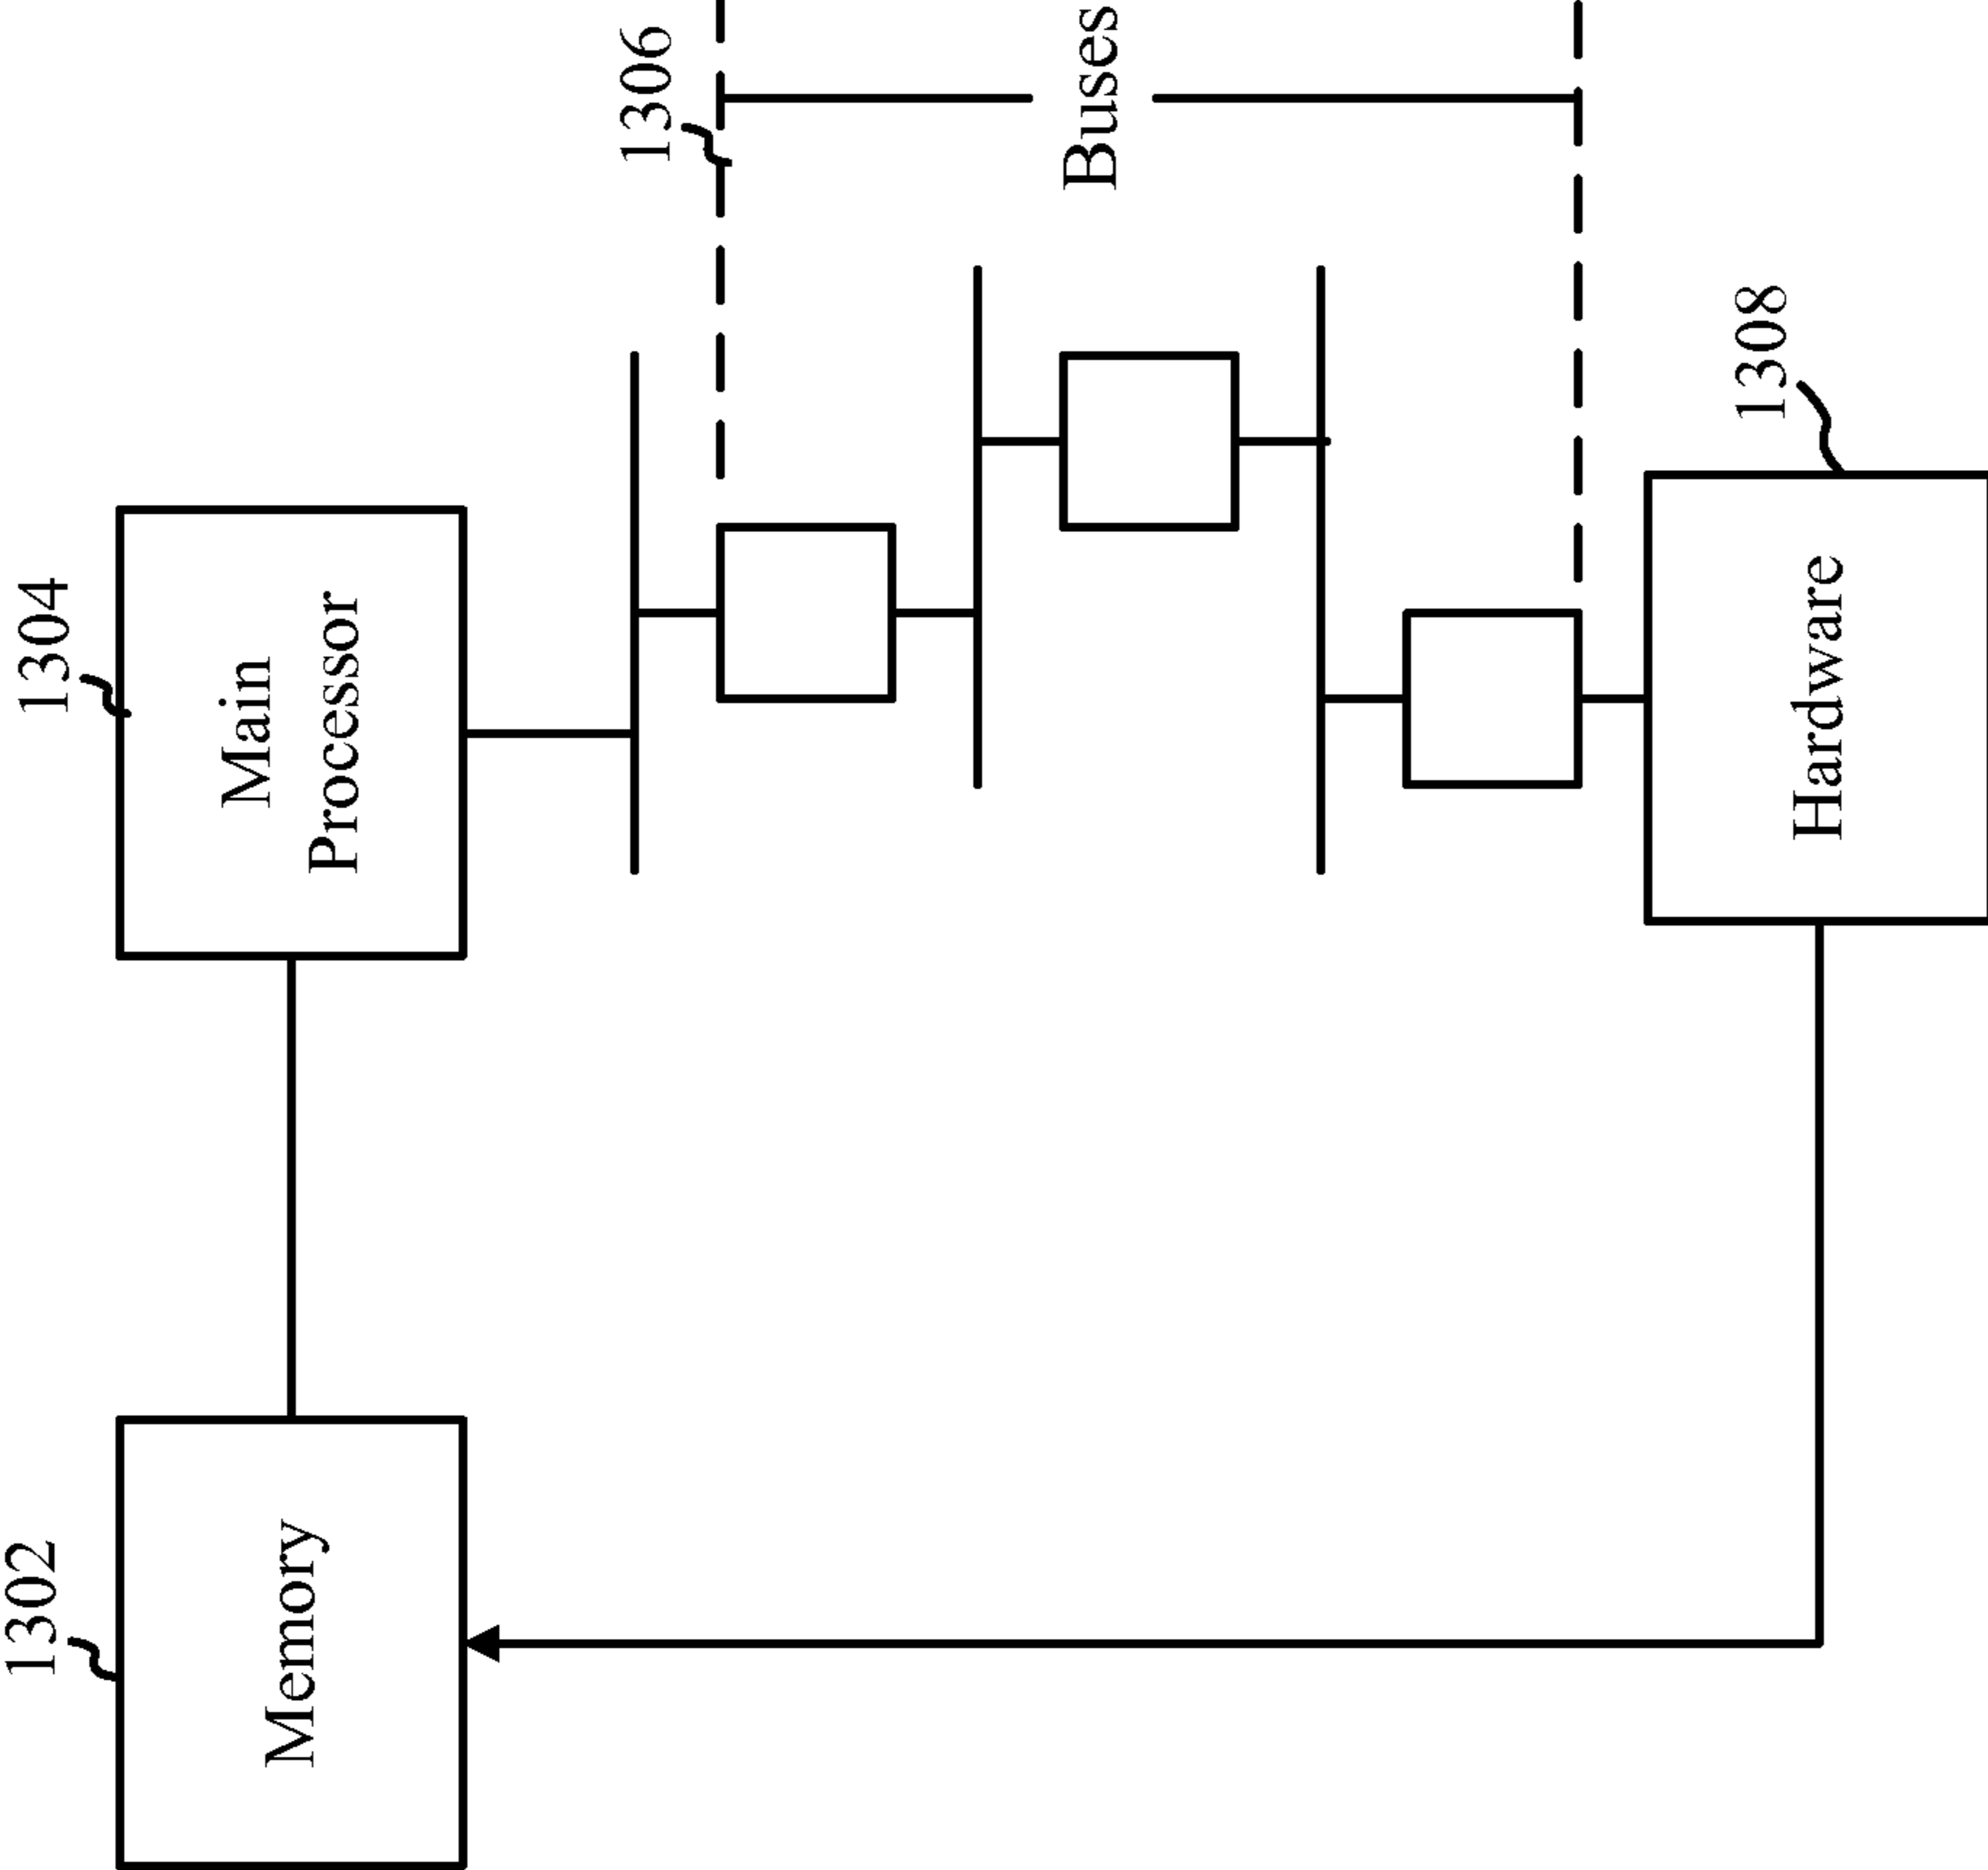 1302
Memory
1304
Main
Processor
1306
Buses
1308
Hardware